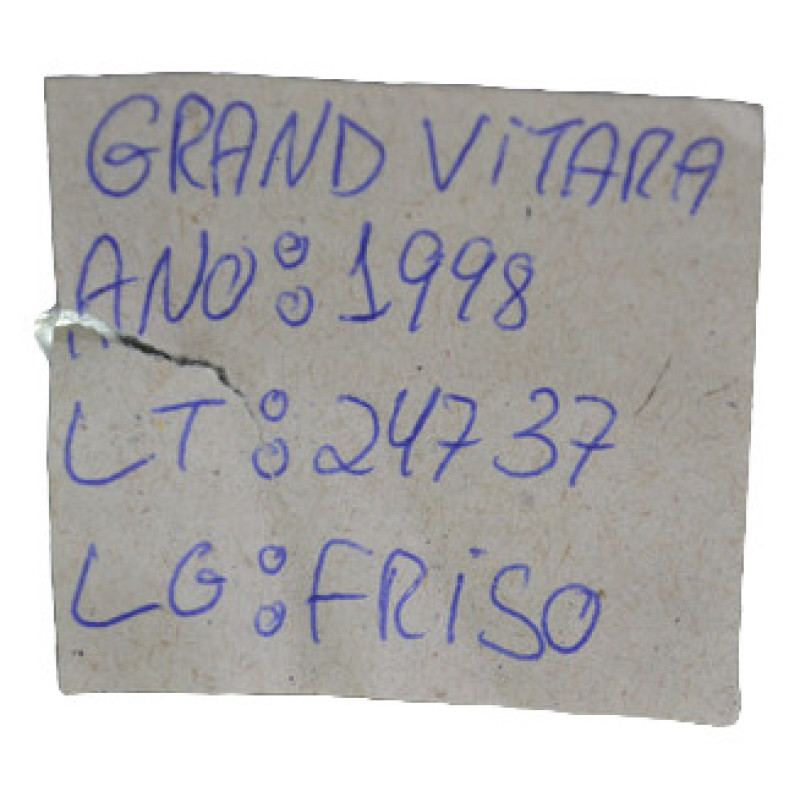 GRAND ViTARA
ANO: 1998
LT: 24737
LG: FRiSO